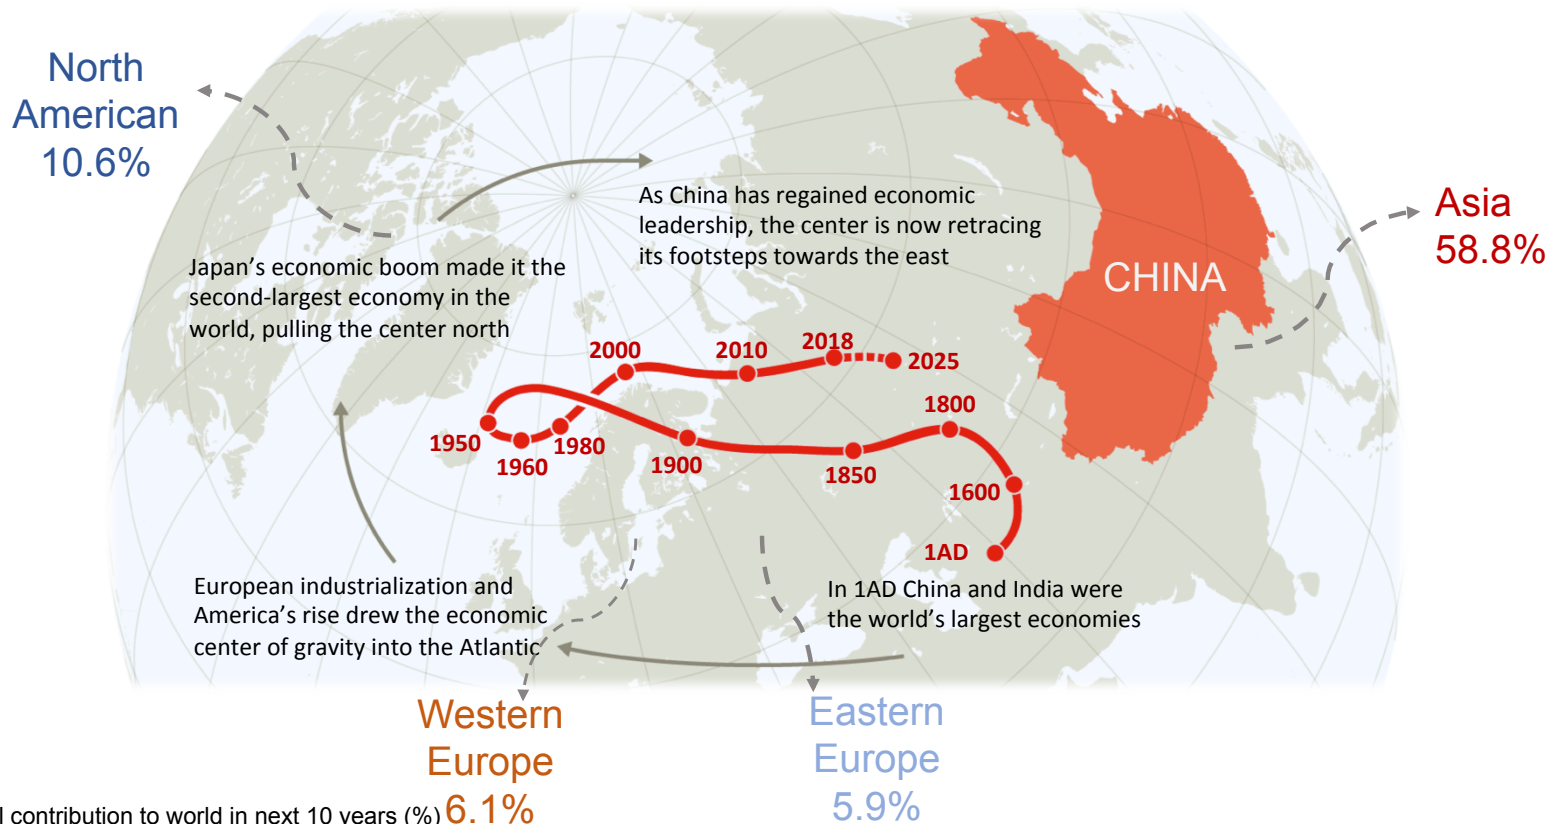 North
American
10.6%
Asia
58.8%
As China has regained economic
leadership, the center is now retracing
its footsteps towards the east
Japan’s economic boom made it the
second-largest economy in the
world, pulling the center north
CHINA
2000
2010
2018
2025
1950
1960
1980
1900
1850
1800
1600
1AD
European industrialization and
America’s rise drew the economic
center of gravity into the Atlantic
In 1AD China and India were
the world’s largest economies
Western
Europe
6.1%
Eastern
Europe
5.9%
contribution to world in next 10 years (%)